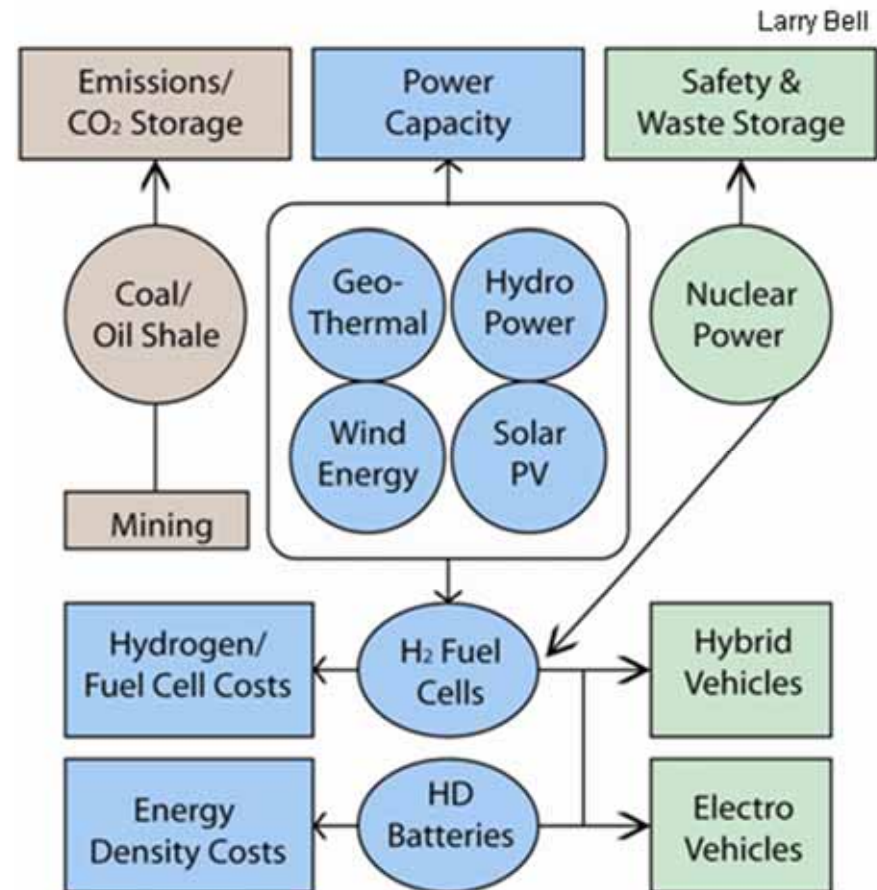 Larry Bell
Emissions/
CO₂ Storage
Power
Capacity
Safety &
Waste Storage
Coal/
Oil Shale
Geo-
Thermal
Hydro
Power
Nuclear
Power
Wind
Energy
Solar
PV
Mining
Hydrogen/
Fuel Cell Costs
H₂ Fuel
Cells
Hybrid
Vehicles
Energy
Density Costs
HD
Batteries
Electro
Vehicles